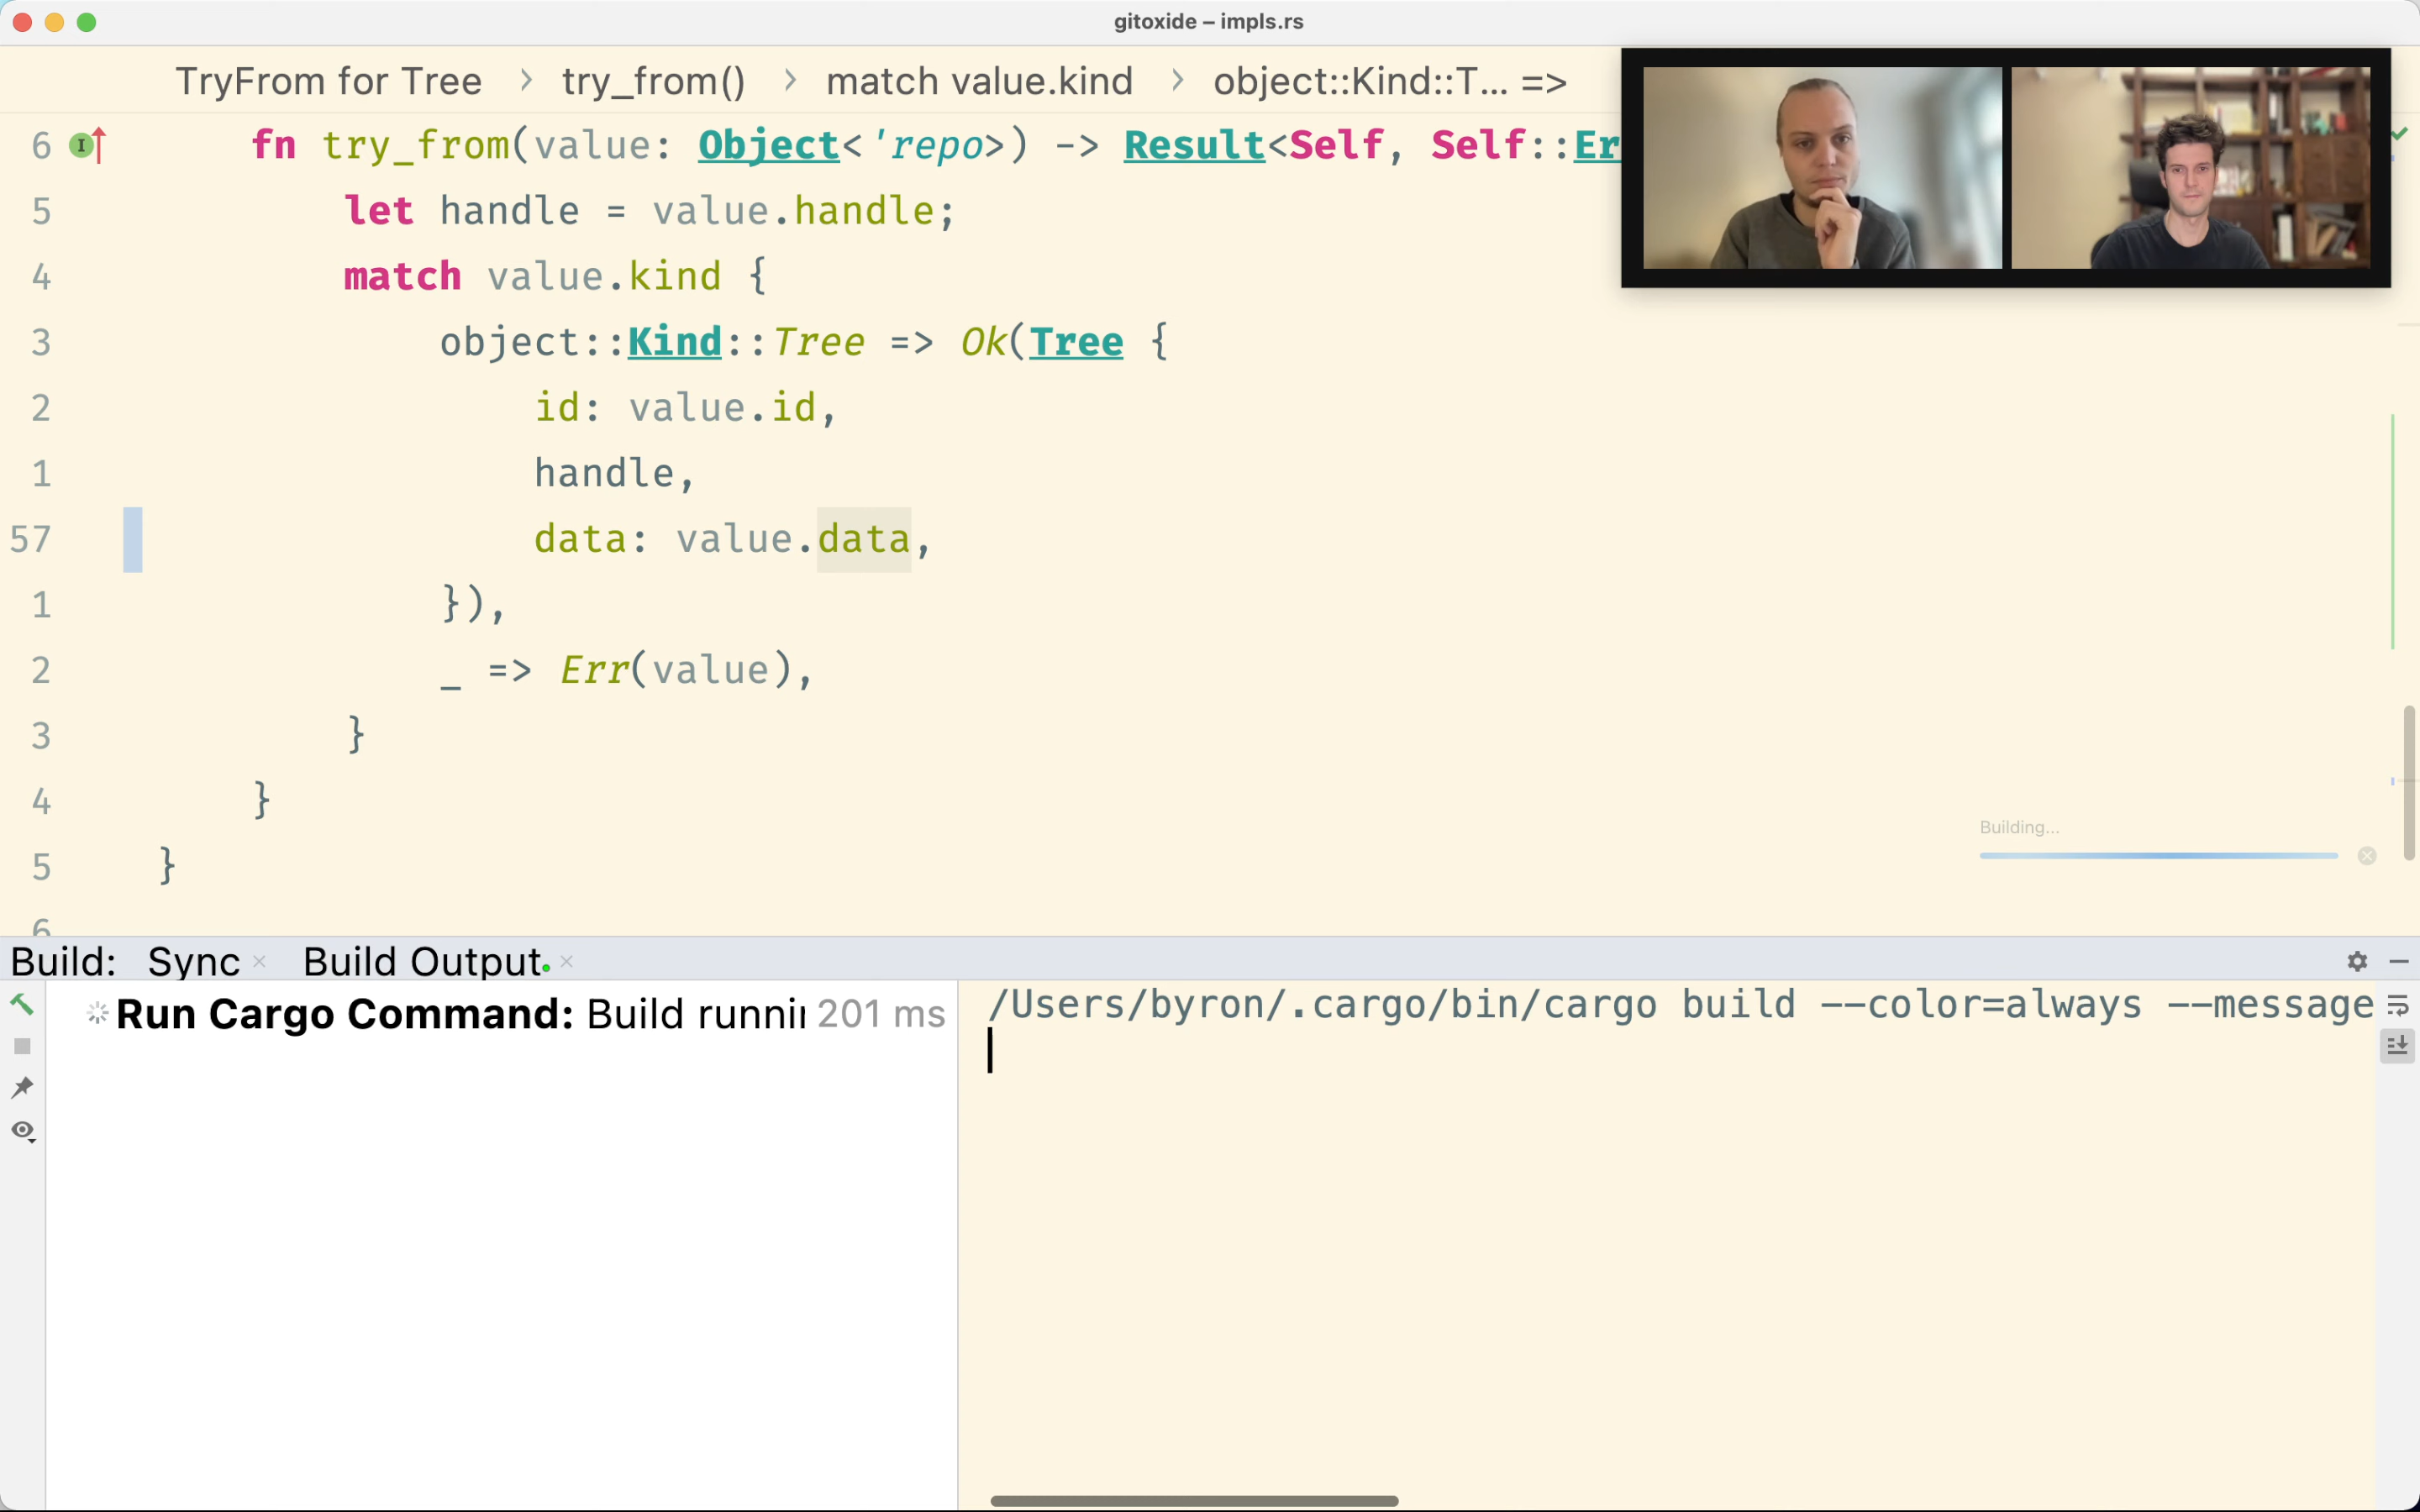 gitoxide – impls.rs
TryFrom for Tree > try_from() > match value.kind > object::Kind::T... =>
6 I fn try_from(value: Object<'repo>) -> Result<Self, Self::Er
5 let handle = value.handle;
4 match value.kind {
3 object::Kind::Tree => Ok(Tree {
2 id: value.id,
1 handle,
57 data: value.data,
1 }),
2 _ => Err(value),
3 }
4 }
5 }
6
Building...
Build: Sync × Build Output ×
Run Cargo Command: Build runnin 201 ms
/Users/byron/.cargo/bin/cargo build --color=always --message